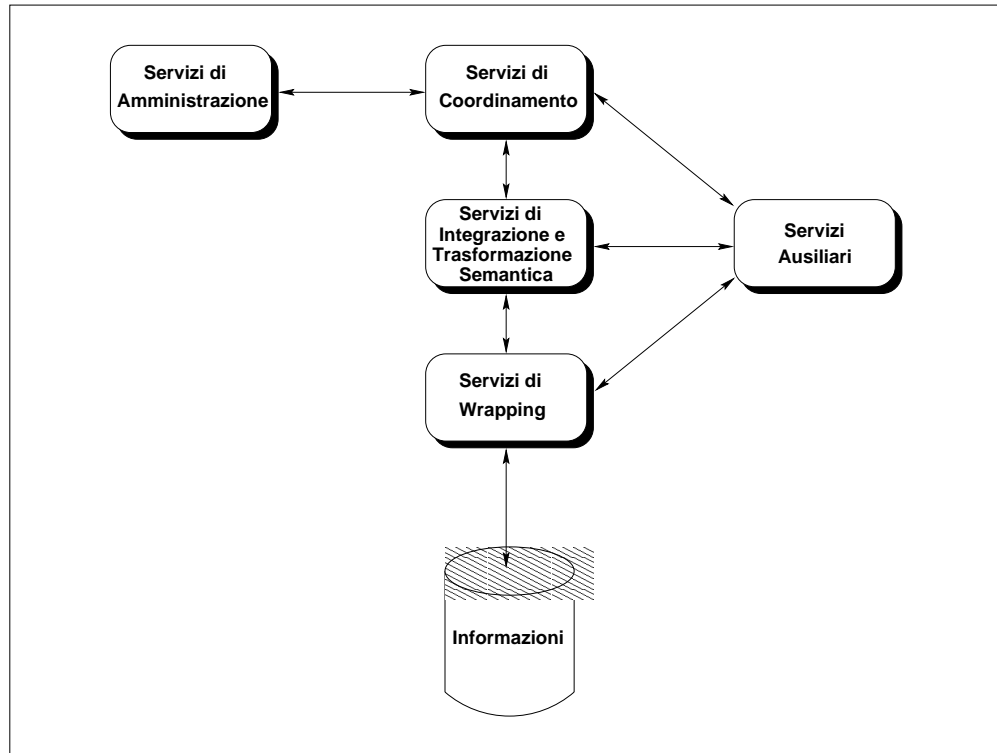 Servizi di
Amministrazione
Servizi di
Coordinamento
Servizi di
Integrazione e
Trasformazione
Semantica
Servizi
Ausiliari
Servizi di
Wrapping
Informazioni